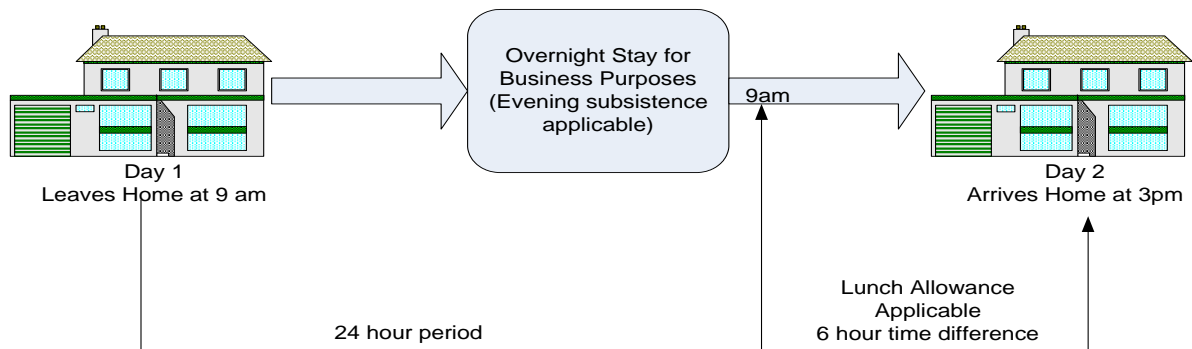 Overnight Stay for
Business Purposes
(Evening subsistence
applicable)
9am
Day 1
Leaves Home at 9 am
Day 2
Arrives Home at 3pm
24 hour period
Lunch Allowance
Applicable
6 hour time difference